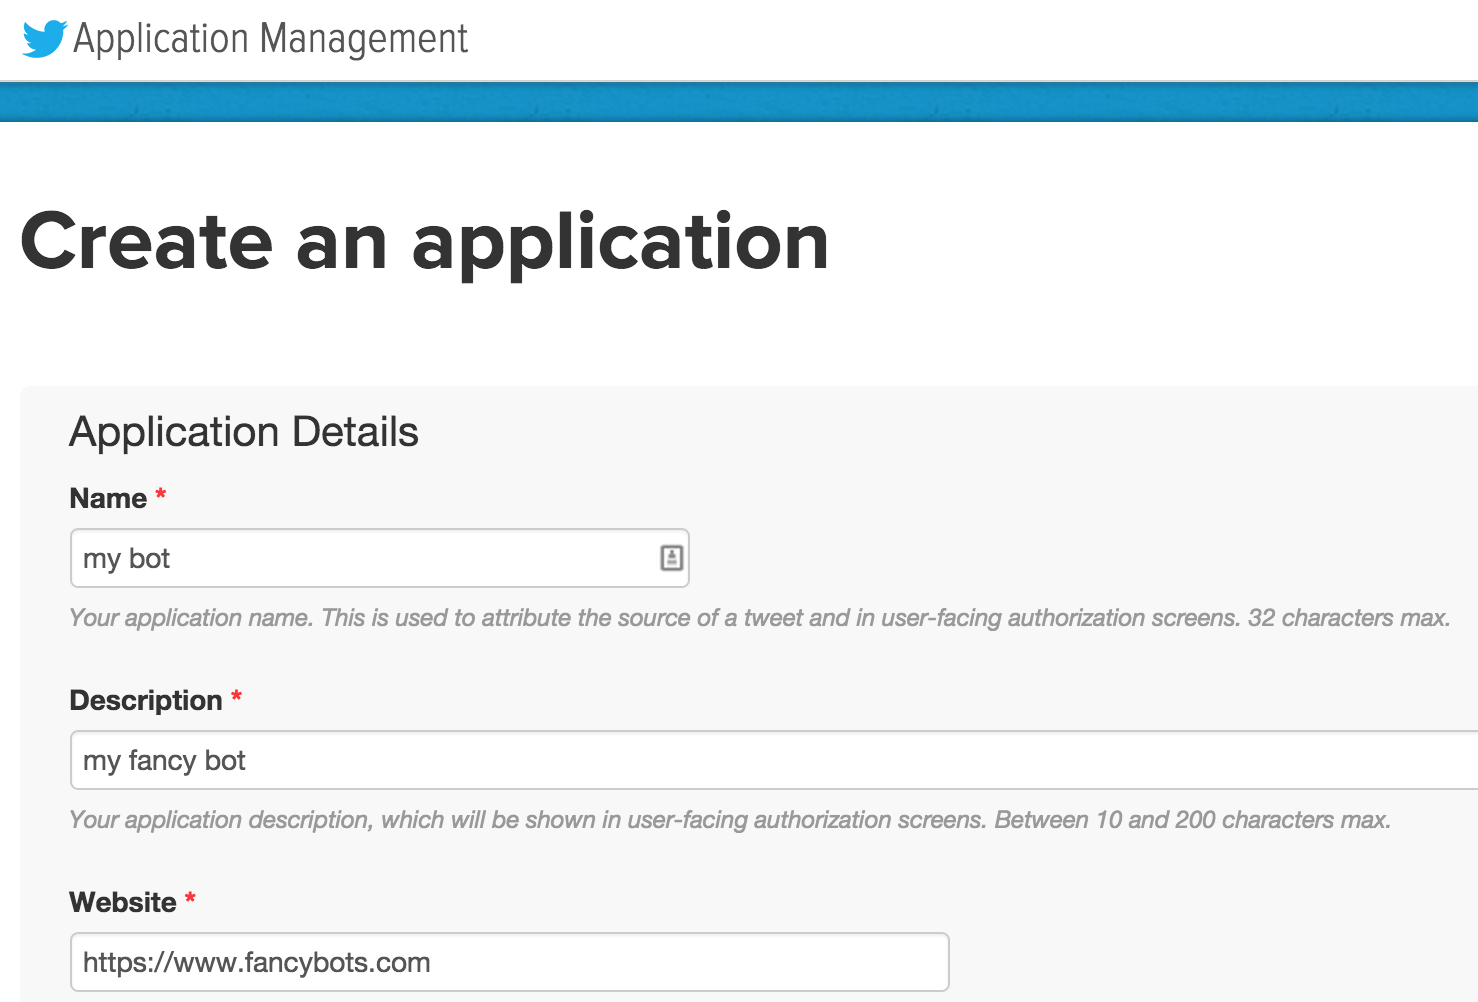 Application Management
Create an application
Application Details
Name *
my bot
Your application name. This is used to attribute the source of a tweet and in user-facing authorization screens. 32 characters max.
Description *
my fancy bot
Your application description, which will be shown in user-facing authorization screens. Between 10 and 200 characters max.
Website *
https://www.fancybots.com